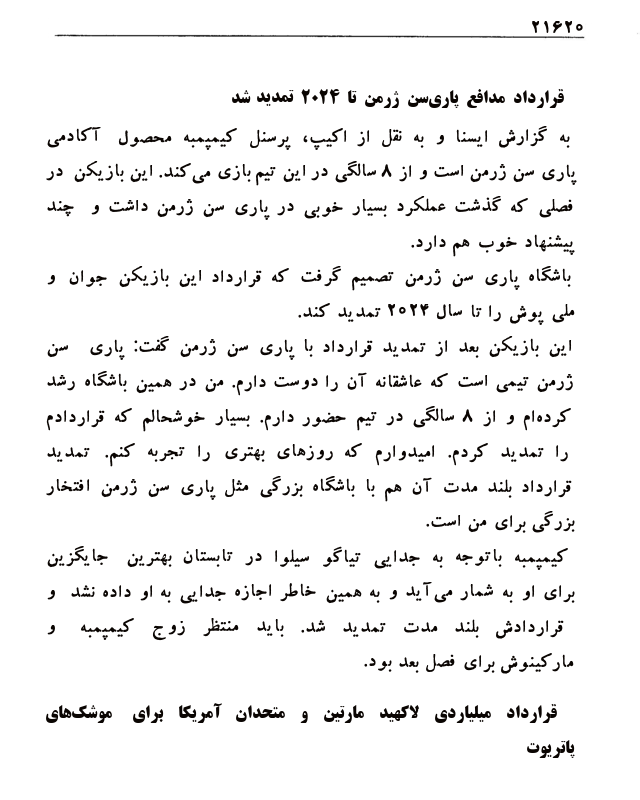 ۲۱۶۲۰
قرارداد مدافع پاری‌سن ژرمن تا ۲۰۲۴ تمدید شد
به گزارش ایسنا و به نقل از اکیپ، پرسنل کیمپمبه محصول آکادمی
پاری سن ژرمن است و از ۸ سالگی در این تیم بازی می‌کند. این بازیکن در
فصلی که گذشت عملکرد بسیار خوبی در پاری سن ژرمن داشت و چند
پیشنهاد خوب هم دارد.
باشگاه پاری سن ژرمن تصمیم گرفت که قرارداد این بازیکن جوان و
ملی پوش را تا سال ۲۰۲۴ تمدید کند.
این بازیکن بعد از تمدید قرارداد با پاری سن ژرمن گفت: پاری سن
ژرمن تیمی است که عاشقانه آن را دوست دارم. من در همین باشگاه رشد
کرده‌ام و از ۸ سالگی در تیم حضور دارم. بسیار خوشحالم که قراردادم
را تمدید کردم. امیدوارم که روزهای بهتری را تجربه کنم. تمدید
قرارداد بلند مدت آن هم با باشگاه بزرگی مثل پاری سن ژرمن افتخار
بزرگی برای من است.
کیمپمبه باتوجه به جدایی تیاگو سیلوا در تابستان بهترین جایگزین
برای او به شمار می‌آید و به همین خاطر اجازه جدایی به او داده نشد و
قراردادش بلند مدت تمدید شد. باید منتظر زوج کیمپمبه و
مارکینوش برای فصل بعد بود.
قرارداد میلیاردی لاکهید مارتین و متحدان آمریکا برای موشک‌های
پاتریوت